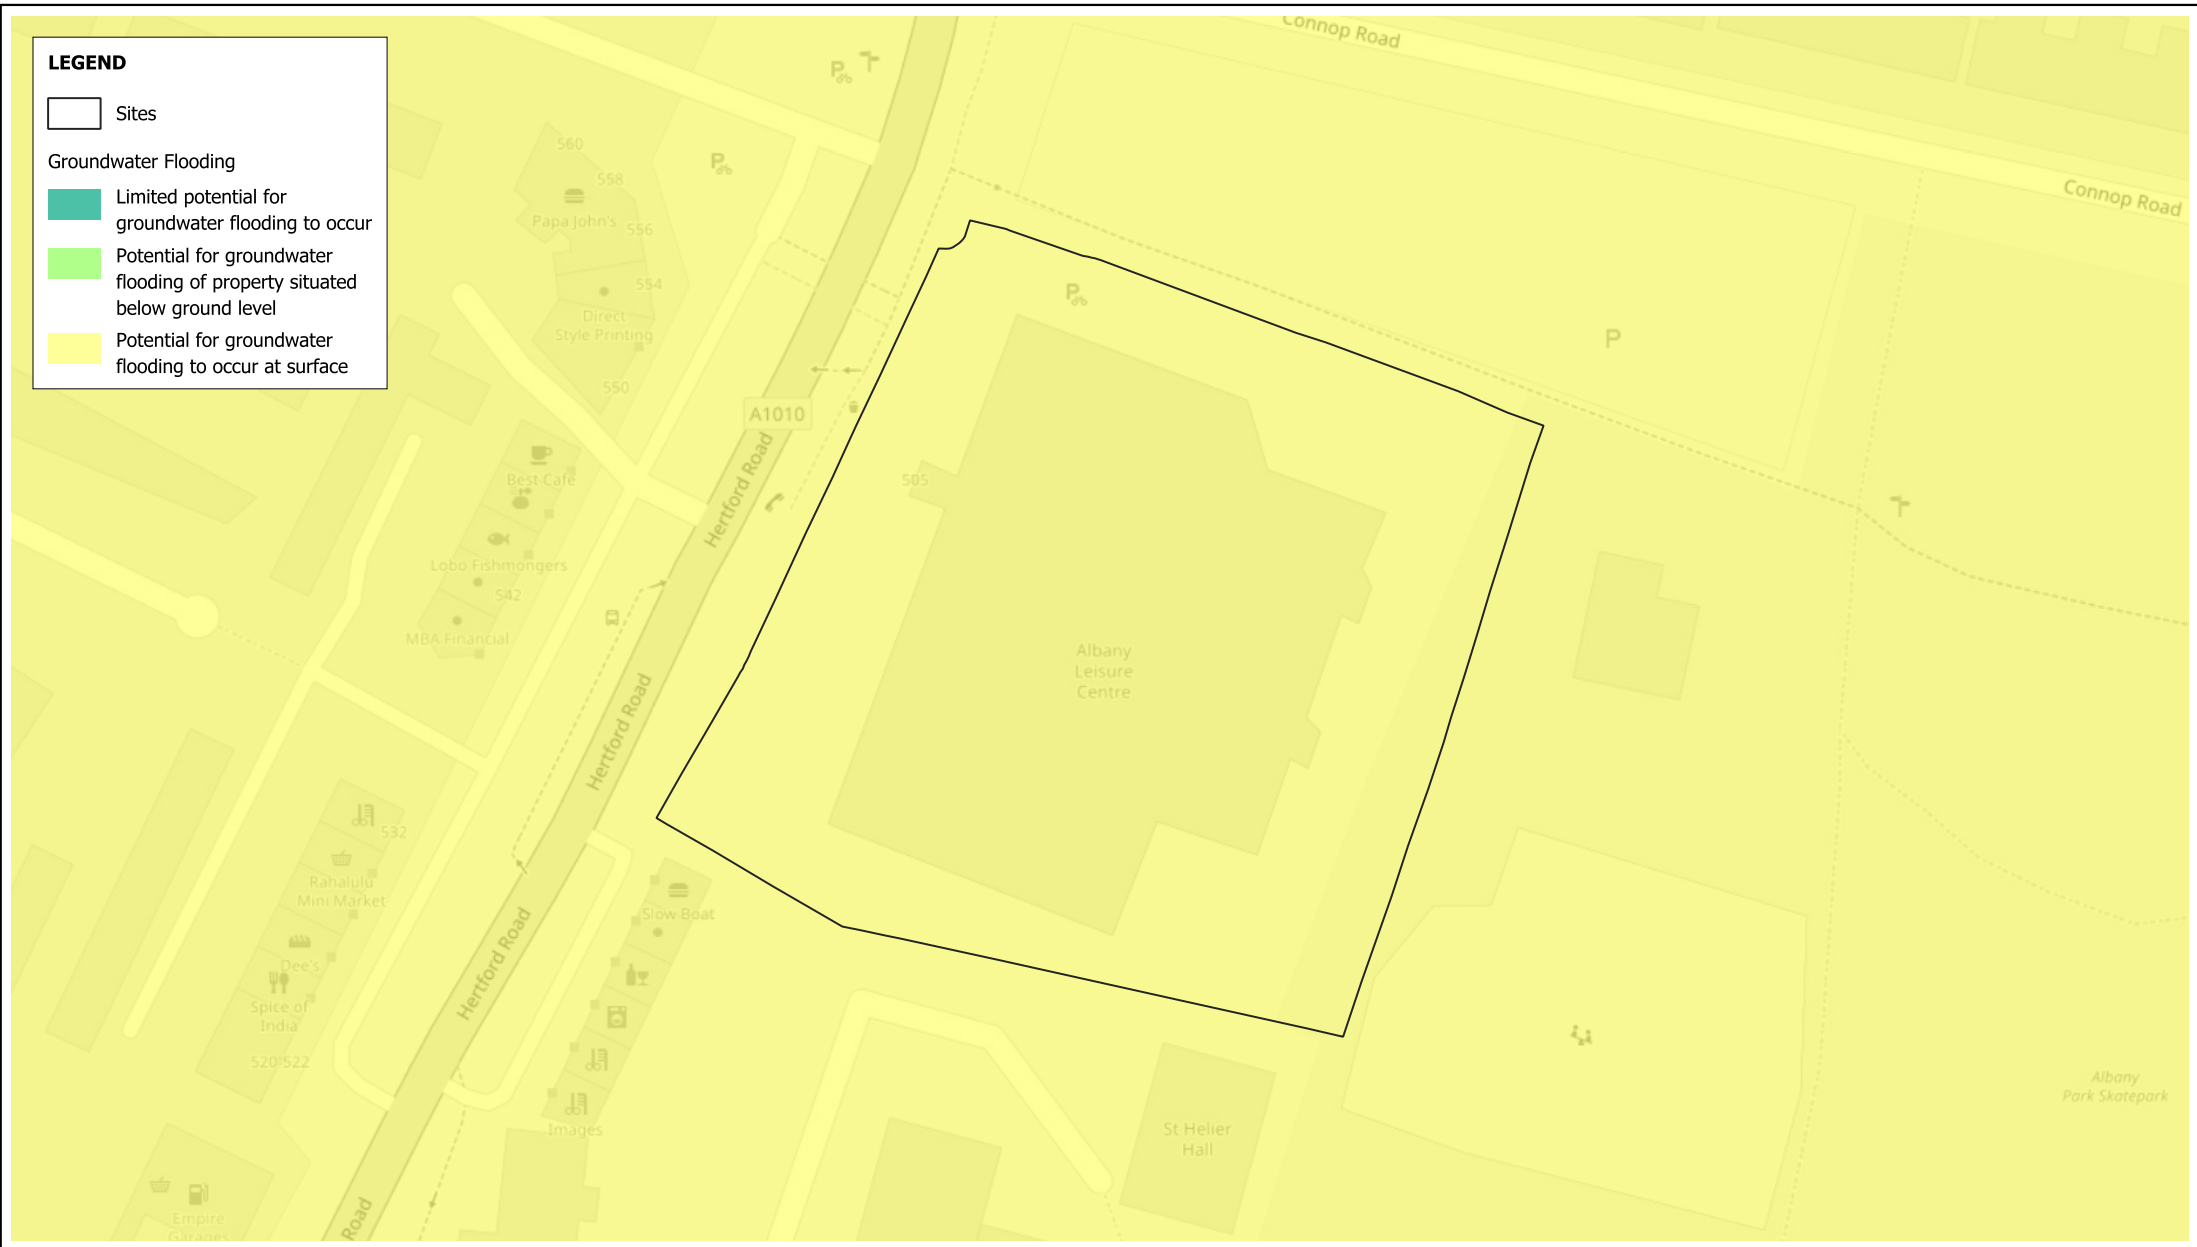 LEGEND
Sites
Groundwater Flooding
Limited potential for
groundwater flooding to occur
Potential for groundwater
flooding of property situated
below ground level
Potential for groundwater
flooding to occur at surface
Connop Road
Connop Road
P
P
P
P
560
558
Papa John's
556
554
Direct
Style Printing
550
A1010
Hertford Road
Best Cafe
505
Lobo Fishmongers
542
MBA Financial
Albany
Leisure
Centre
Hertford Road
532
Rahalulu
Mini Market
Slow Boat
Hertford Road
Dee's
Spice of
India
520-522
Images
St Helier
Hall
Albany
Park Skatepark
Empire
Garages
Road